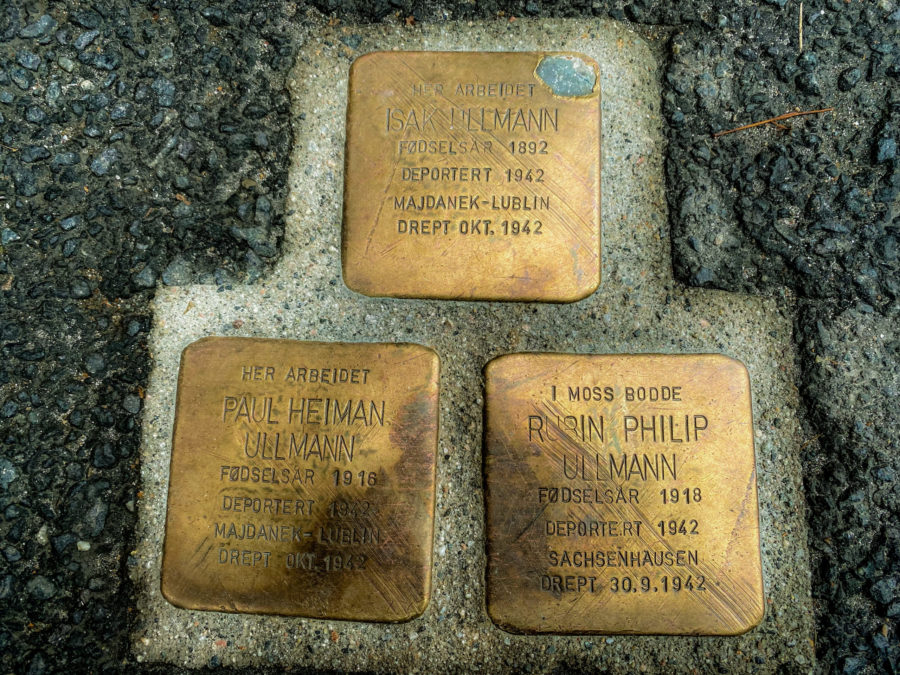 HER ARBEIDET
ISAK ULLMANN
FØDSELSÅR 1892
DEPORTERT 1942
MAJDANEK-LUBLIN
DREPT OKT. 1942
HER ARBEIDET
PAUL HEIMAN
ULLMANN
FØDSELSÅR 1916
DEPORTERT 1942
MAJDANEK-LUBLIN
DREPT OKT. 1942
I MOSS BODDE
RUBIN PHILIP
ULLMANN
FØDSELSÅR 1918
DEPORTERT 1942
SACHSENHAUSEN
DREPT 30.9.1942